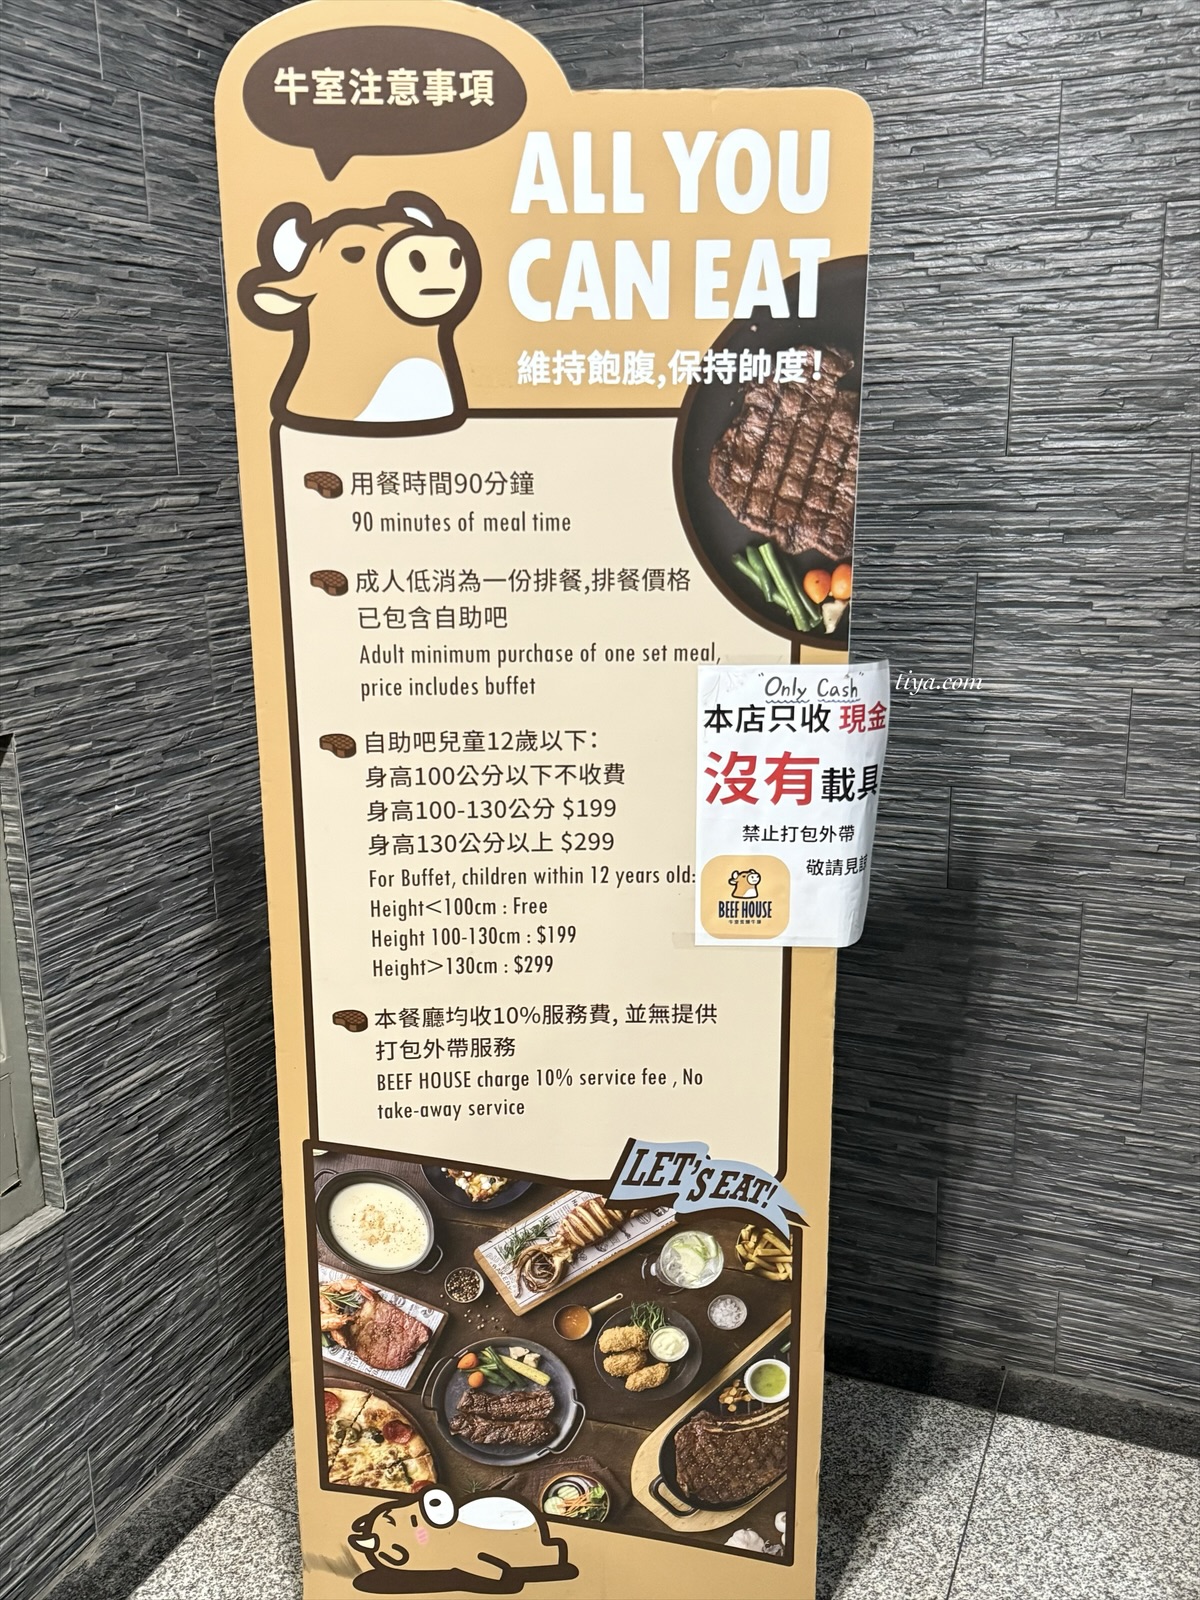 牛室注意事項
ALL YOU
CAN EAT
維持飽腹,保持帥度!
用餐時間90分鐘
90 minutes of meal time
成人低消為一份排餐,排餐價格
已包含自助吧
Adult minimum purchase of one set meal,
price includes buffet
自助吧兒童12歲以下:
身高100公分以下不收費
身高100-130公分 $199
身高130公分以上 $299
For Buffet, children within 12 years old:
Height<100cm : Free
Height 100-130cm : $199
Height>130cm : $299
本餐廳均收10%服務費, 並無提供
打包外帶服務
BEEF HOUSE charge 10% service fee , No
take-away service
"Only Cash"
本店只收 現金
沒有載具
禁止打包外帶
敬請見
BEEF HOUSE
liya.com
LET'S EAT!